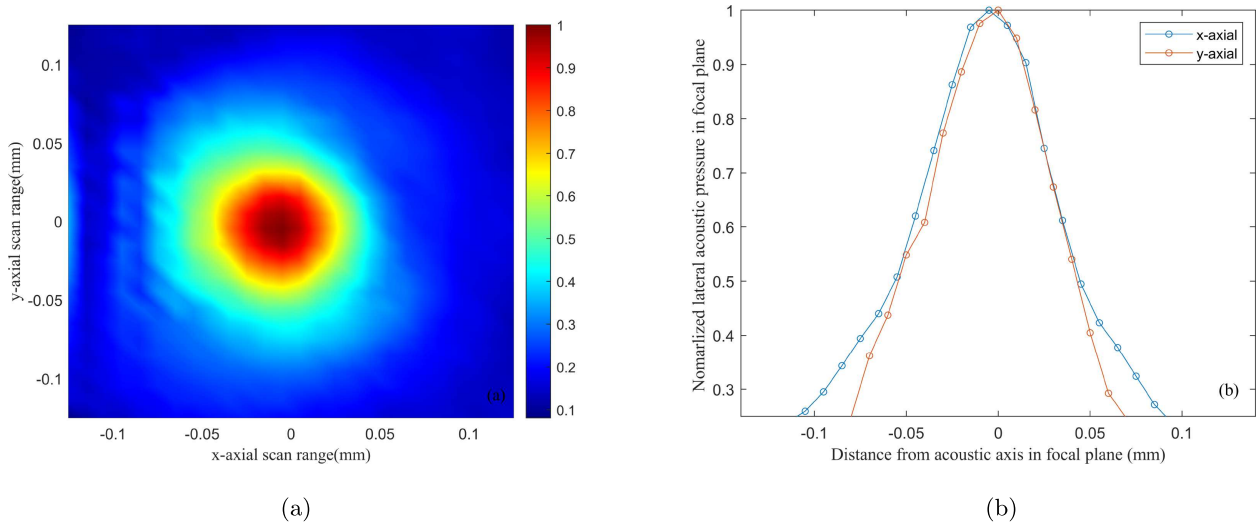 0.1
0.05
0
-0.05
-0.1
y-axial scan range(mm)
-0.1 -0.05 0 0.05 0.1
x-axial scan range(mm)
1
0.9
0.8
0.7
0.6
0.5
0.4
0.3
0.2
0.1
(a)
(a)
1
0.9
0.8
0.7
0.6
0.5
0.4
0.3
Nomarlized lateral acoustic pressure in focal plane
x-axial
y-axial
(b)
-0.1 -0.05 0 0.05 0.1
Distance from acoustic axis in focal plane (mm)
(b)